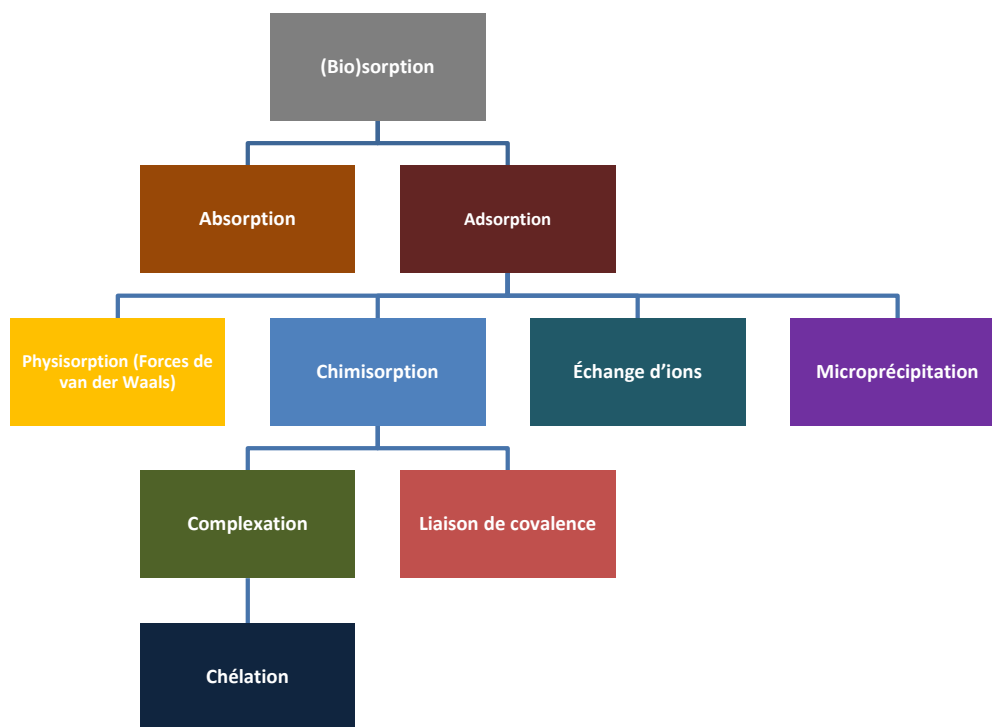 (Bio)sorption
Absorption
Adsorption
Physisorption (Forces de
van der Waals)
Chimisorption
Échange d’ions
Microprécipitation
Complexation
Liaison de covalence
Chélation